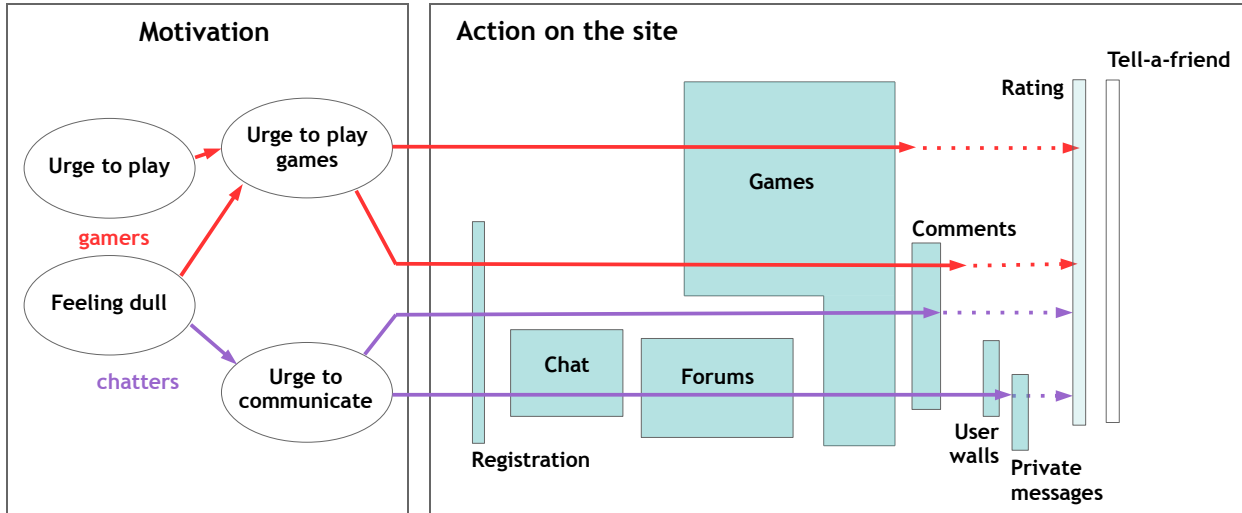 Motivation
Urge to play
Urge to play
games
gamers
Feeling dull
chatters
Urge to
communicate
Action on the site
Tell-a-friend
Rating
Games
Comments
Chat
Forums
Registration
User
walls
Private
messages